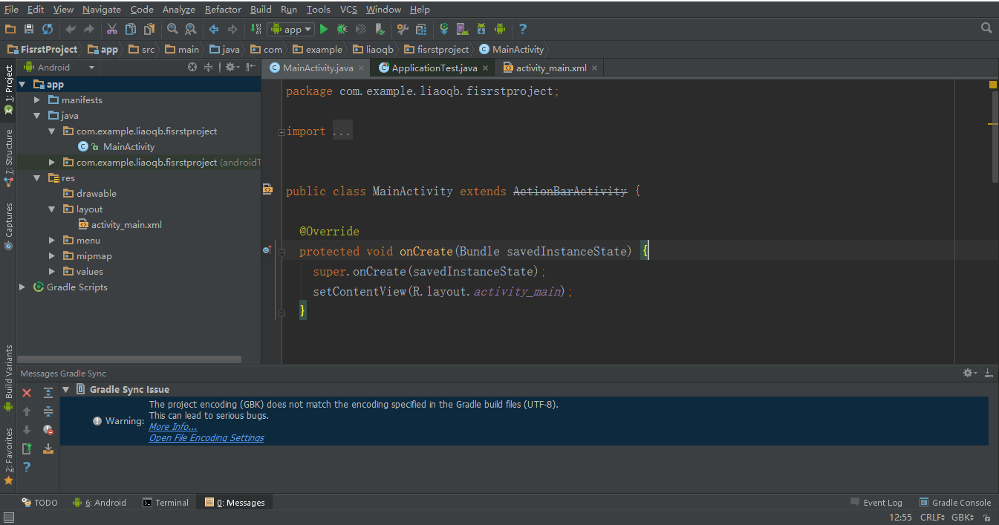 File Edit View Navigate Code Analyze Refactor Build Run Tools VCS Window Help
app
FisrstProject app src main java com example liaoqb fisrstproject MainActivity
1: Project
7: Structure
Captures
Build Variants
2: Favorites
Android
app
manifests
java
com.example.liaoqb.fisrstproject
MainActivity
com.example.liaoqb.fisrstproject (androidT
res
drawable
layout
activity_main.xml
menu
mipmap
values
Gradle Scripts
MainActivity.java ApplicationTest.java activity_main.xml
package com.example.liaoqb.fisrstproject;
import ...
public class MainActivity extends ActionBarActivity {
@Override
protected void onCreate(Bundle savedInstanceState) {
super.onCreate(savedInstanceState);
setContentView(R.layout.activity_main);
}
Messages Gradle Sync
Gradle Sync Issue
Warning:
The project encoding (GBK) does not match the encoding specified in the Gradle build files (UTF-8).
This can lead to serious bugs.
More Info...
Open File Encoding Settings
TODO 6: Android Terminal 0: Messages Event Log Gradle Console
12:55 CRLF GBK